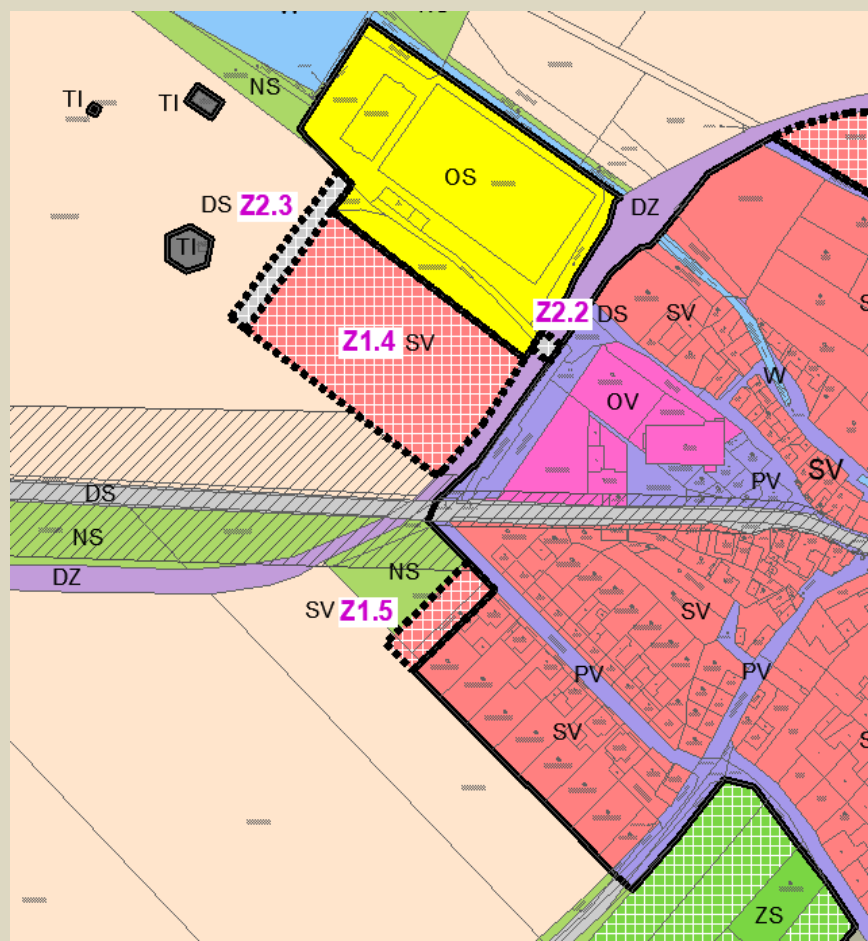 NS
TI
TI
OS
DS Z2.3
DZ
TI
Z2.2 DS
SV
Z1.4 SV
W
OV
SV
PV
DS
NS
NS
DZ
SV Z1.5
SV
PV
PV
SV
ZS